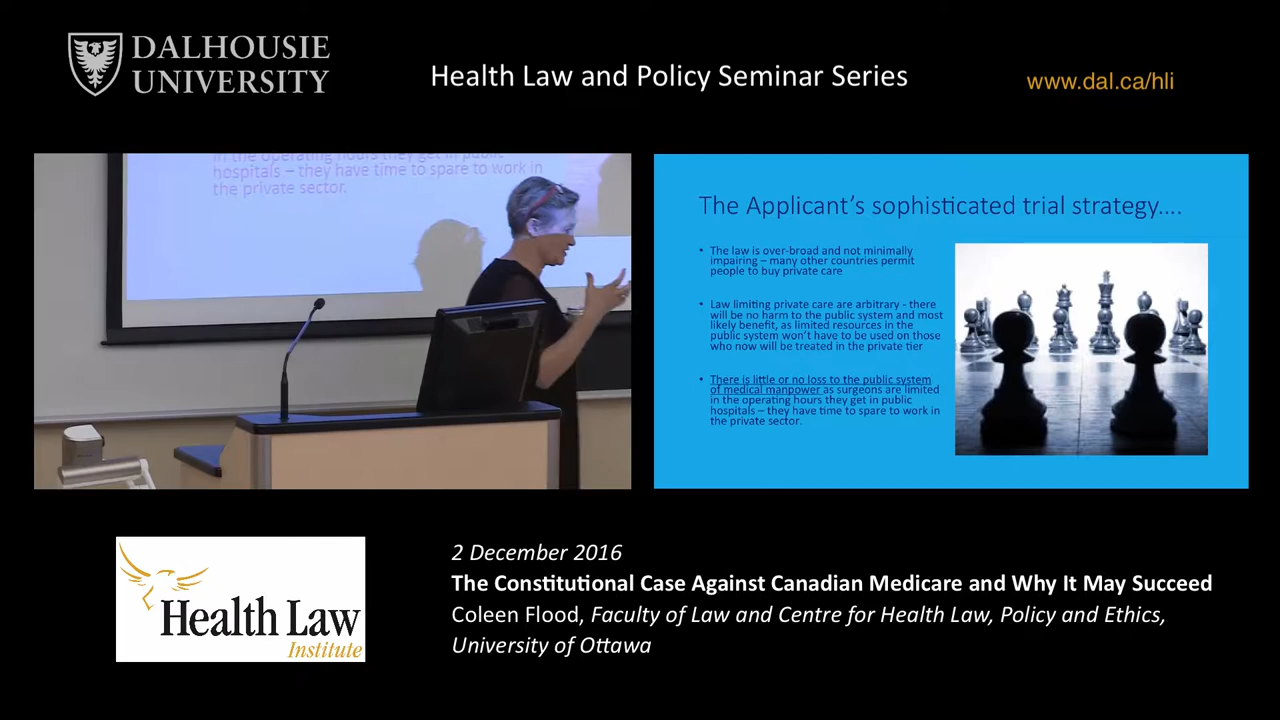 DALHOUSIE
UNIVERSITY
Health Law and Policy Seminar Series
www.dal.ca/hli
in the operating hours they get in public
hospitals – they have time to spare to work in
the private sector.
The Applicant's sophisticated trial strategy….
• The law is over-broad and not minimally
impairing – many other countries permit
people to buy private care
• Law limiting private care are arbitrary - there
will be no harm to the public system and most
likely benefit, as limited resources in the
public system won't have to be used on those
who now will be treated in the private tier
• There is little or no loss to the public system
of medical manpower as surgeons are limited
in the operating hours they get in public
hospitals – they have time to spare to work in
the private sector.
Health Law
Institute
2 December 2016
The Constitutional Case Against Canadian Medicare and Why It May Succeed
Coleen Flood, Faculty of Law and Centre for Health Law, Policy and Ethics,
University of Ottawa